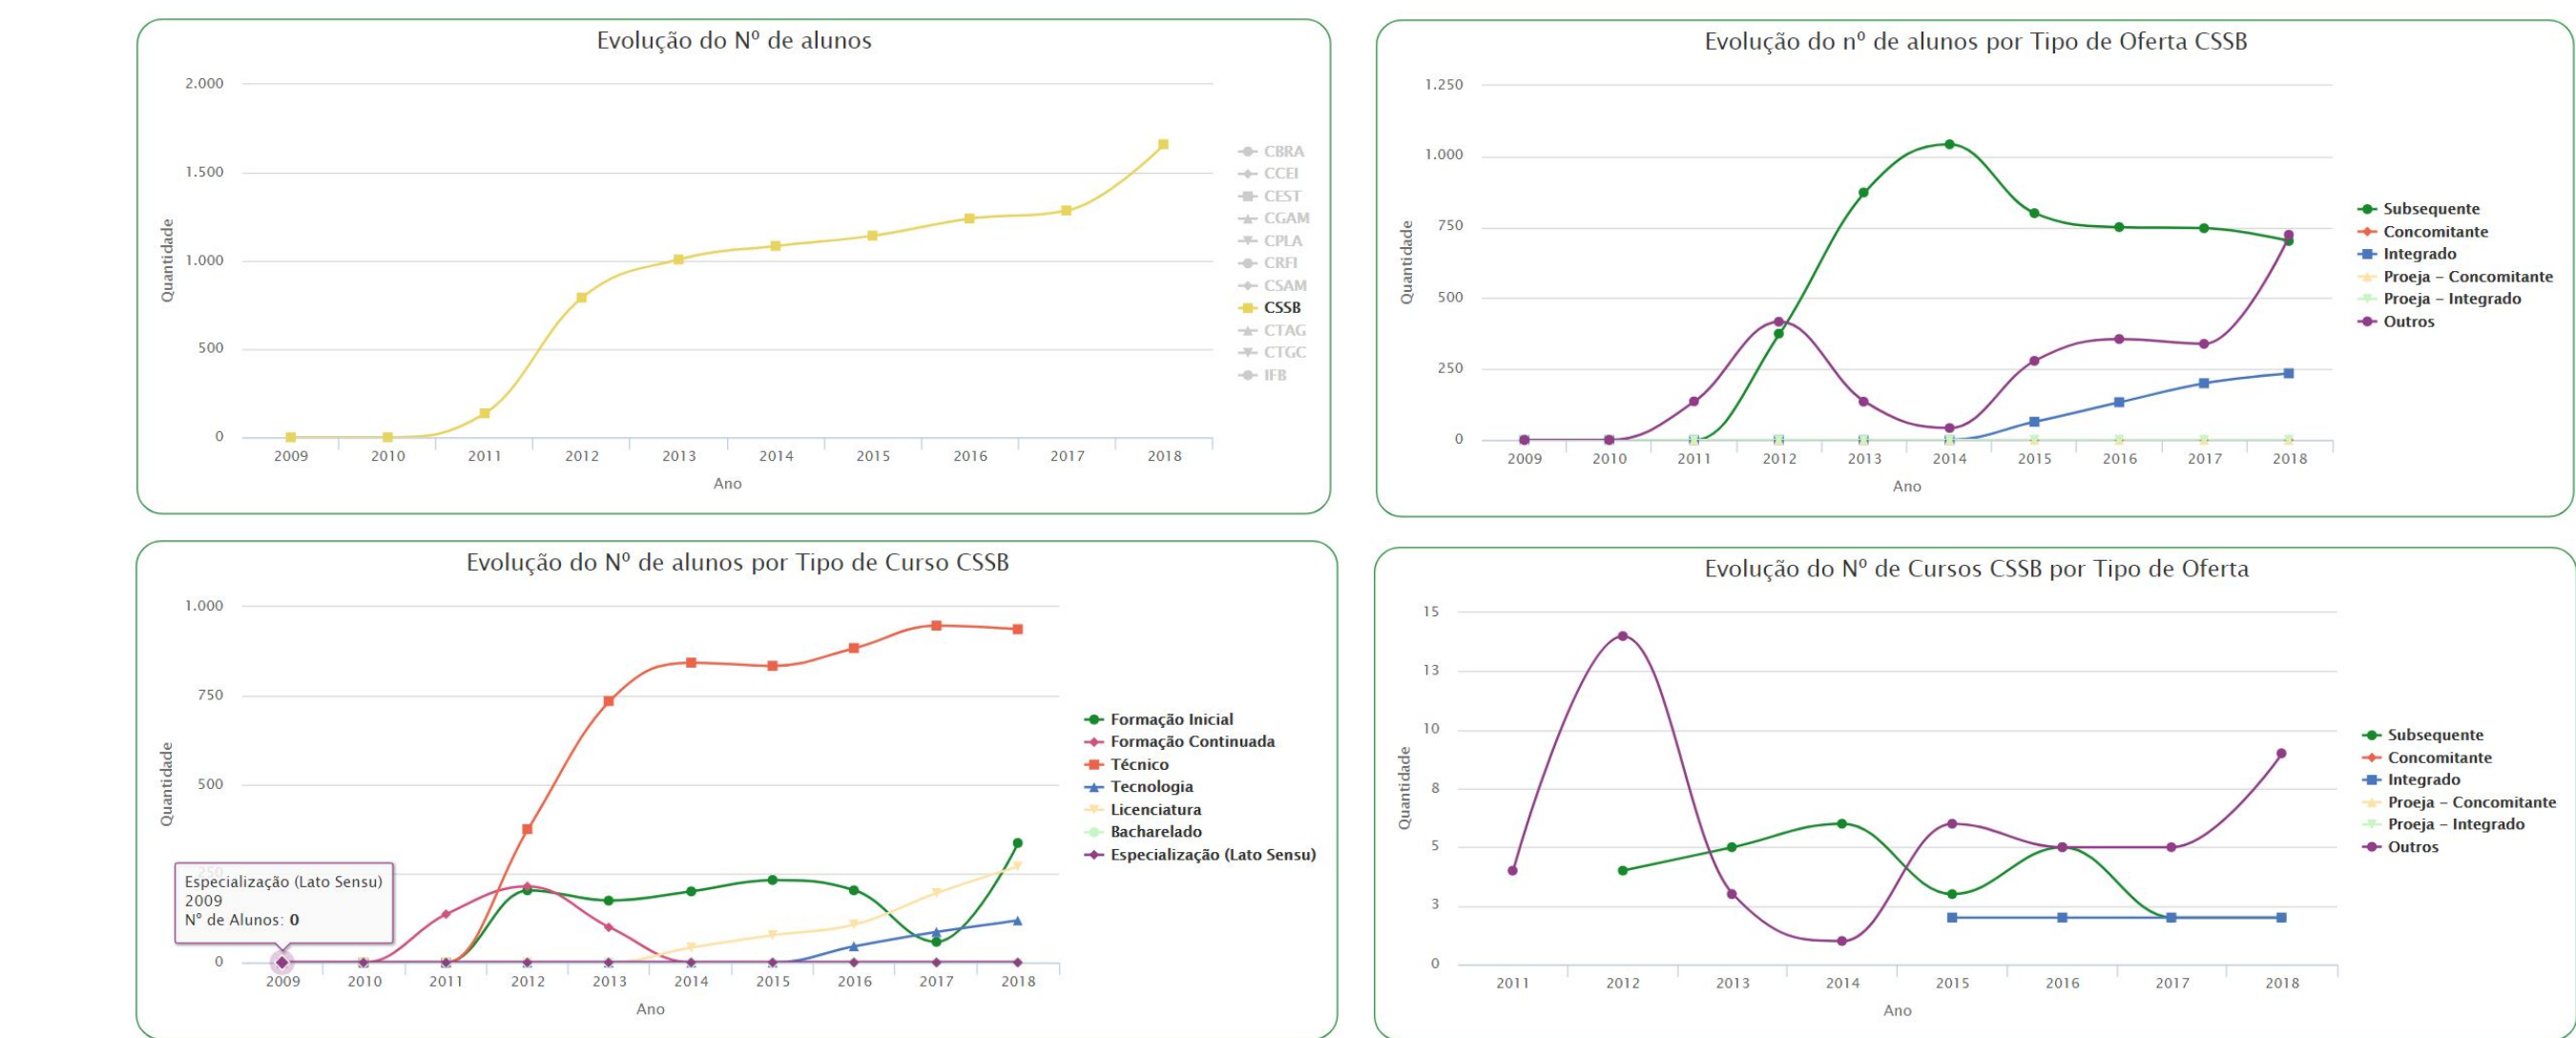 Evolução do Nº de alunos
2.000
1.500
1.000
500
0
Quantidade
2009 2010 2011 2012 2013 2014 2015 2016 2017 2018
Ano
CBRA
CCEI
CEST
CGAM
CPLA
CRFI
CSAM
CSSB
CTAG
CTGC
IFB
Evolução do nº de alunos por Tipo de Oferta CSSB
1.250
1.000
750
500
250
0
Quantidade
2009 2010 2011 2012 2013 2014 2015 2016 2017 2018
Ano
Subsequente
Concomitante
Integrado
Proeja – Concomitante
Proeja – Integrado
Outros
Evolução do Nº de alunos por Tipo de Curso CSSB
1.000
750
500
250
0
Quantidade
Especialização (Lato Sensu)
2009
N° de Alunos: 0
2009 2010 2011 2012 2013 2014 2015 2016 2017 2018
Ano
Formação Inicial
Formação Continuada
Técnico
Tecnologia
Licenciatura
Bacharelado
Especialização (Lato Sensu)
Evolução do Nº de Cursos CSSB por Tipo de Oferta
15
13
10
8
5
3
0
Quantidade
2011 2012 2013 2014 2015 2016 2017 2018
Ano
Subsequente
Concomitante
Integrado
Proeja – Concomitante
Proeja – Integrado
Outros